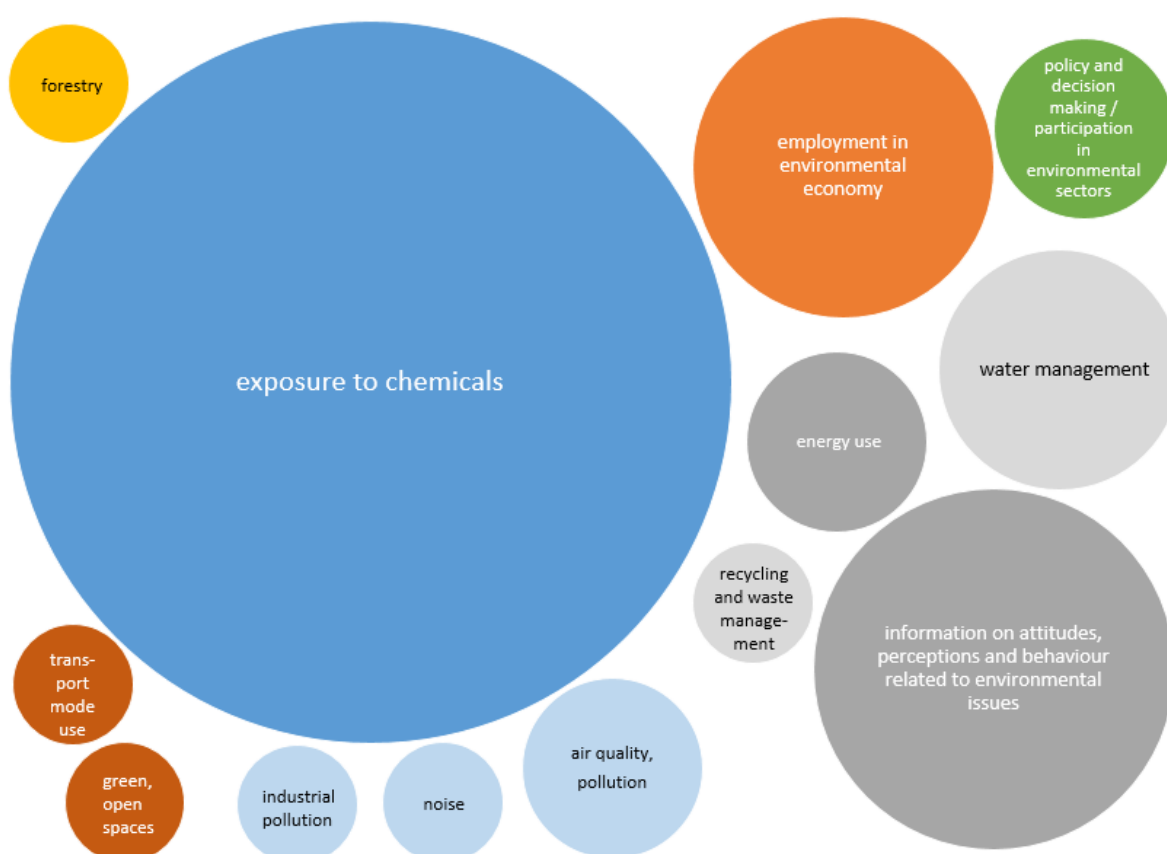 forestry
exposure to chemicals
employment in
environmental
economy
policy and
decision
making /
participation
in
environmental
sectors
water management
energy use
recycling
and waste
manage-
ment
information on attitudes,
perceptions and behaviour
related to environmental
issues
trans-
port
mode
use
green,
open
spaces
industrial
pollution
noise
air quality,
pollution